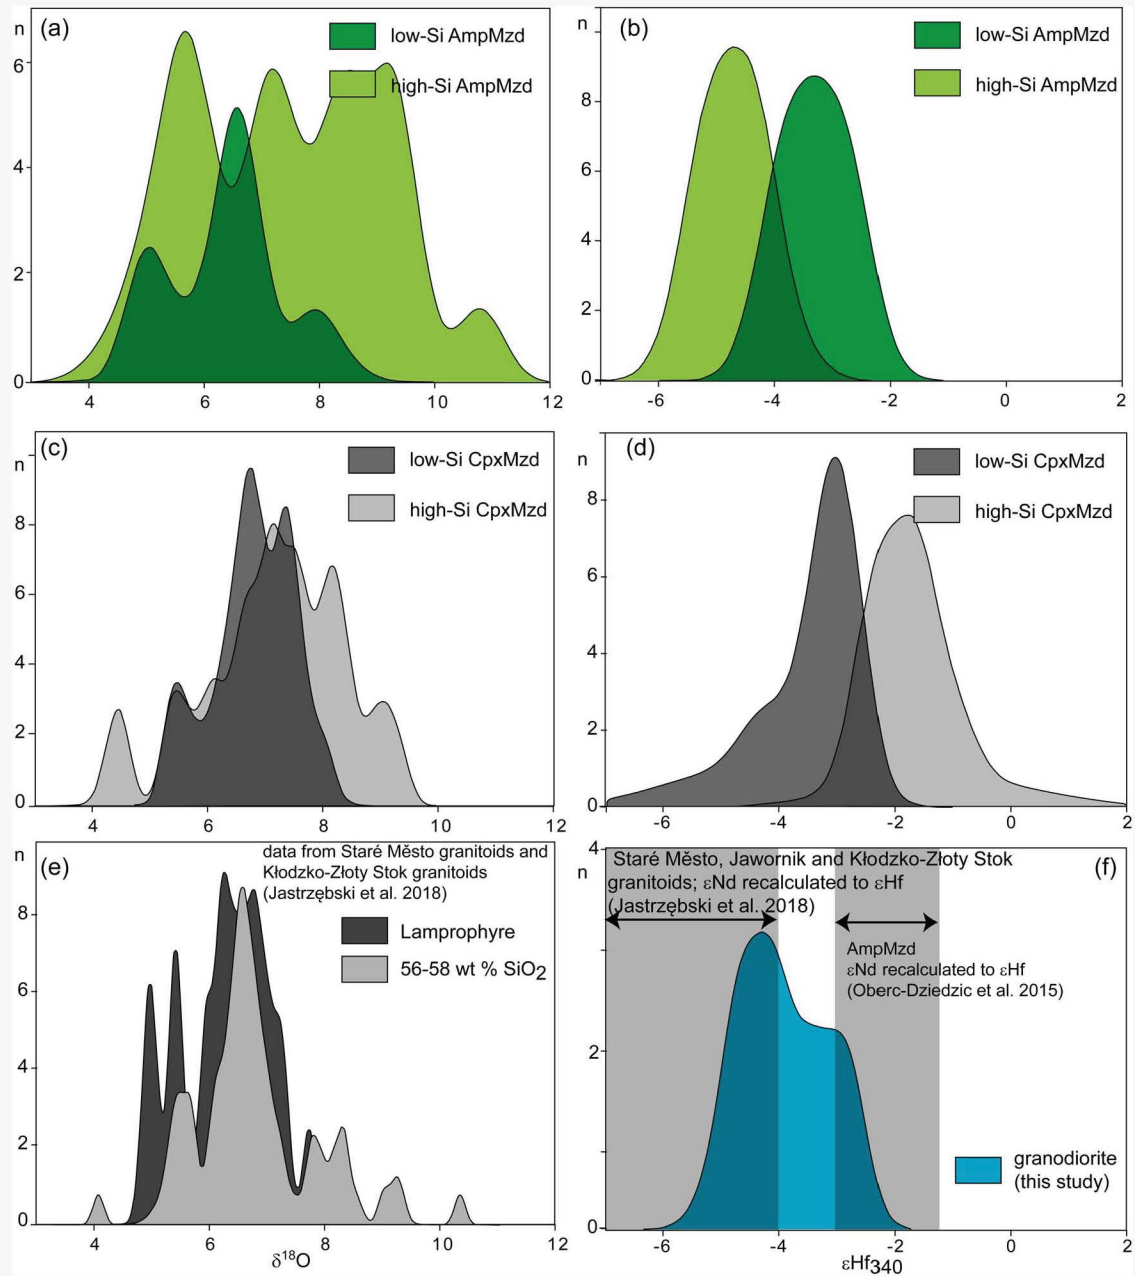 (a)
n
low-Si AmpMzd
high-Si AmpMzd
6
4
2
0
4 6 8 10 12
(b)
n
low-Si AmpMzd
high-Si AmpMzd
8
6
4
2
0
-6 -4 -2 0 2
(c)
n
low-Si CpxMzd
high-Si CpxMzd
8
6
4
2
0
4 6 8 10 12
(d)
n
low-Si CpxMzd
high-Si CpxMzd
8
6
4
2
0
-6 -4 -2 0 2
(e)
n
data from Staré Město granitoids and
Kłodzko-Złoty Stok granitoids
(Jastrzębski et al. 2018)
Lamprophyre
56-58 wt % SiO2
8
6
4
2
0
4 6 8 10 12
δ18O
(f)
n
Staré Město, Jawornik and Kłodzko-Złoty Stok
granitoids; εNd recalculated to εHf
(Jastrzębski et al. 2018)
AmpMzd
εNd recalculated to εHf
(Oberc-Dziedzic et al. 2015)
granodiorite
(this study)
4
2
0
-6 -4 -2 0 2
εHf340